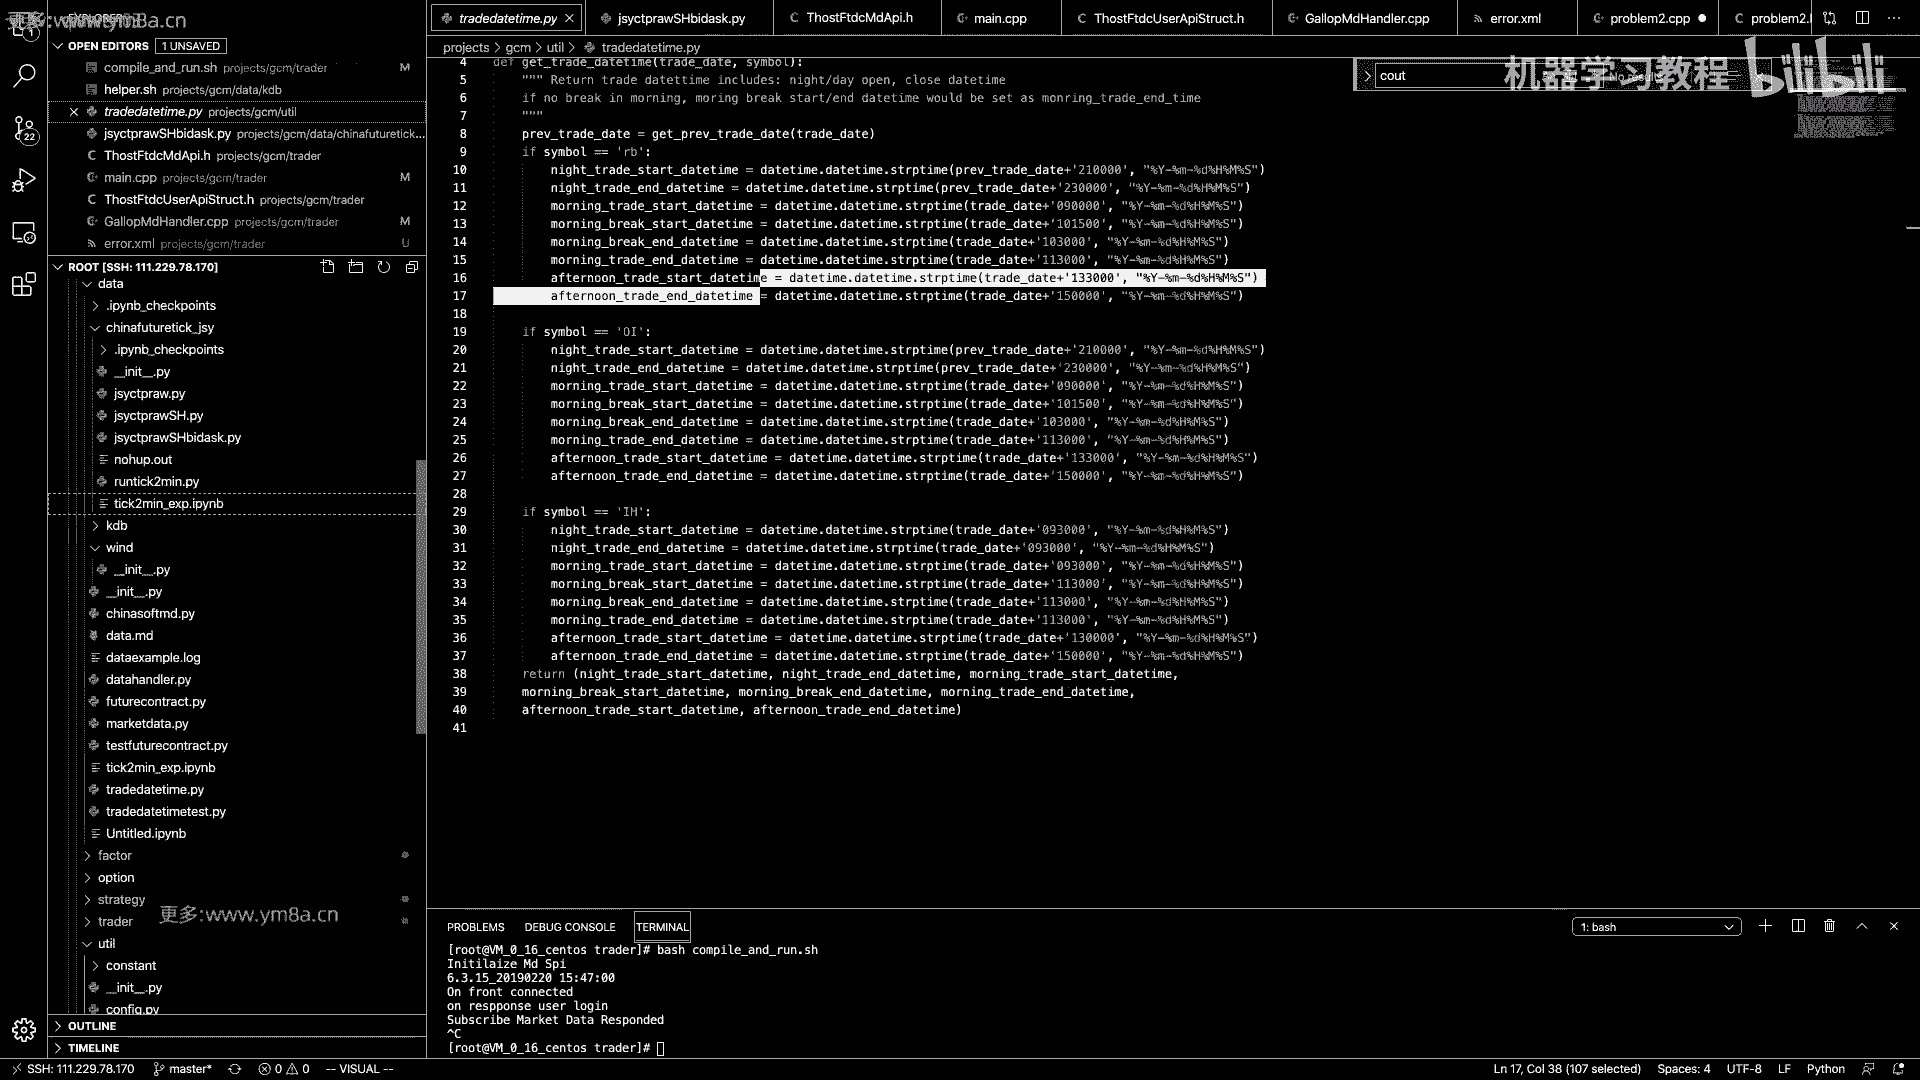 更多:www.ym8a.cn
OPEN EDITORS 1 UNSAVED
compile_and_run.sh projects/gcm/trader M
helper.sh projects/gcm/data/kdb
tradedatetime.py projects/gcm/util
jsyctprawSHbidask.py projects/gcm/data/chinafuturetick...
ThostFtdcMdApi.h projects/gcm/trader
main.cpp projects/gcm/trader M
ThostFtdcUserApiStruct.h projects/gcm/trader
GallopMdHandler.cpp projects/gcm/trader M
error.xml projects/gcm/trader U
22
ROOT [SSH: 111.229.78.170]
data
.ipynb_checkpoints
chinafuturetick_jsy
.ipynb_checkpoints
__init__.py
jsyctpraw.py
jsyctprawSH.py
jsyctprawSHbidask.py
nohup.out
runtick2min.py
tick2min_exp.ipynb
kdb
wind
__init__.py
__init__.py
chinasoftmd.py
data.md
dataexample.log
datahandler.py
futurecontract.py
marketdata.py
testfuturecontract.py
tick2min_exp.ipynb
tradedatetime.py
tradedatetimetest.py
Untitled.ipynb
factor
option
strategy
更多:www.ym8a.cn
trader
util
constant
__init__.py
config.py
OUTLINE
TIMELINE
tradedatetime.py jsyctprawSHbidask.py ThostFtdcMdApi.h main.cpp ThostFtdcUserApiStruct.h GallopMdHandler.cpp error.xml problem2.cpp problem2.
projects > gcm > util > tradedatetime.py
cout
No results
机器学习教程 bilibili
4 def get_trade_datetime(trade_date, symbol):
5 """ Return trade datettime includes: night/day open, close datetime
6 if no break in morning, moring break start/end datetime would be set as monring_trade_end_time
7 """
8 prev_trade_date = get_prev_trade_date(trade_date)
9 if symbol == 'rb':
10 night_trade_start_datetime = datetime.datetime.strptime(prev_trade_date+'210000', "%Y-%m-%d%H%M%S")
11 night_trade_end_datetime = datetime.datetime.strptime(prev_trade_date+'230000', "%Y-%m-%d%H%M%S")
12 morning_trade_start_datetime = datetime.datetime.strptime(trade_date+'090000', "%Y-%m-%d%H%M%S")
13 morning_break_start_datetime = datetime.datetime.strptime(trade_date+'101500', "%Y-%m-%d%H%M%S")
14 morning_break_end_datetime = datetime.datetime.strptime(trade_date+'103000', "%Y-%m-%d%H%M%S")
15 morning_trade_end_datetime = datetime.datetime.strptime(trade_date+'113000', "%Y-%m-%d%H%M%S")
16 afternoon_trade_start_datetime = datetime.datetime.strptime(trade_date+'133000', "%Y-%m-%d%H%M%S")
17 afternoon_trade_end_datetime = datetime.datetime.strptime(trade_date+'150000', "%Y-%m-%d%H%M%S")
18
19 if symbol == 'OI':
20 night_trade_start_datetime = datetime.datetime.strptime(prev_trade_date+'210000', "%Y-%m-%d%H%M%S")
21 night_trade_end_datetime = datetime.datetime.strptime(prev_trade_date+'230000', "%Y-%m-%d%H%M%S")
22 morning_trade_start_datetime = datetime.datetime.strptime(trade_date+'090000', "%Y-%m-%d%H%M%S")
23 morning_break_start_datetime = datetime.datetime.strptime(trade_date+'101500', "%Y-%m-%d%H%M%S")
24 morning_break_end_datetime = datetime.datetime.strptime(trade_date+'103000', "%Y-%m-%d%H%M%S")
25 morning_trade_end_datetime = datetime.datetime.strptime(trade_date+'113000', "%Y-%m-%d%H%M%S")
26 afternoon_trade_start_datetime = datetime.datetime.strptime(trade_date+'133000', "%Y-%m-%d%H%M%S")
27 afternoon_trade_end_datetime = datetime.datetime.strptime(trade_date+'150000', "%Y-%m-%d%H%M%S")
28
29 if symbol == 'IH':
30 night_trade_start_datetime = datetime.datetime.strptime(trade_date+'093000', "%Y-%m-%d%H%M%S")
31 night_trade_end_datetime = datetime.datetime.strptime(trade_date+'093000', "%Y-%m-%d%H%M%S")
32 morning_trade_start_datetime = datetime.datetime.strptime(trade_date+'093000', "%Y-%m-%d%H%M%S")
33 morning_break_start_datetime = datetime.datetime.strptime(trade_date+'113000', "%Y-%m-%d%H%M%S")
34 morning_break_end_datetime = datetime.datetime.strptime(trade_date+'113000', "%Y-%m-%d%H%M%S")
35 morning_trade_end_datetime = datetime.datetime.strptime(trade_date+'113000', "%Y-%m-%d%H%M%S")
36 afternoon_trade_start_datetime = datetime.datetime.strptime(trade_date+'130000', "%Y-%m-%d%H%M%S")
37 afternoon_trade_end_datetime = datetime.datetime.strptime(trade_date+'150000', "%Y-%m-%d%H%M%S")
38 return (night_trade_start_datetime, night_trade_end_datetime, morning_trade_start_datetime,
39 morning_break_start_datetime, morning_break_end_datetime, morning_trade_end_datetime,
40 afternoon_trade_start_datetime, afternoon_trade_end_datetime)
41
PROBLEMS DEBUG CONSOLE TERMINAL 1: bash
[root@VM_0_16_centos trader]# bash compile_and_run.sh
Initilaize Md Spi
6.3.15_20190220 15:47:00
On front connected
on respponse user login
Subscribe Market Data Responded
^C
[root@VM_0_16_centos trader]#
SSH: 111.229.78.170 master* 0 0 -- VISUAL -- Ln 17, Col 38 (107 selected) Spaces: 4 UTF-8 LF Python